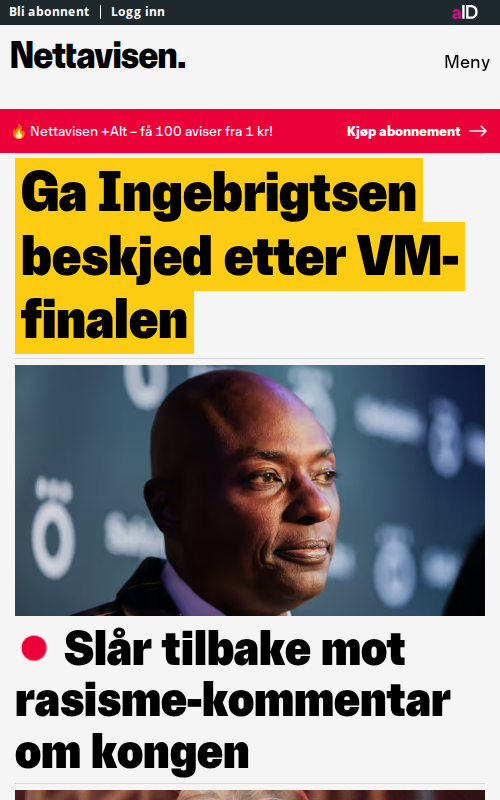 Bli abonnent | Logg inn
aID
Nettavisen.
Meny
🔥 Nettavisen +Alt – få 100 aviser fra 1 kr!
Kjøp abonnement →
Ga Ingebrigtsen
beskjed etter VM-
finalen
Slår tilbake mot
rasisme-kommentar
om kongen